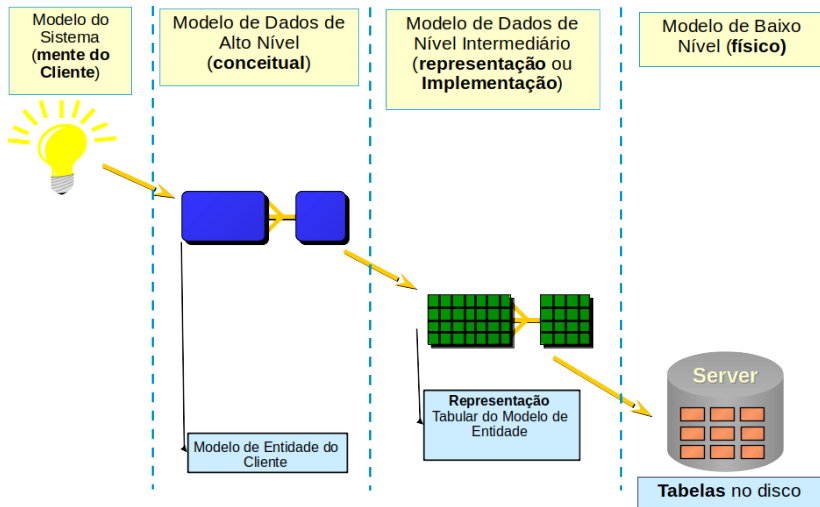 Modelo do
Sistema
(mente do
Cliente)
Modelo de Dados de
Alto Nível
(conceitual)
Modelo de Dados de
Nível Intermediário
(representação ou
Implementação)
Modelo de Baixo
Nível (físico)
Modelo de Entidade do
Cliente
Representação
Tabular do Modelo de
Entidade
Server
Tabelas no disco